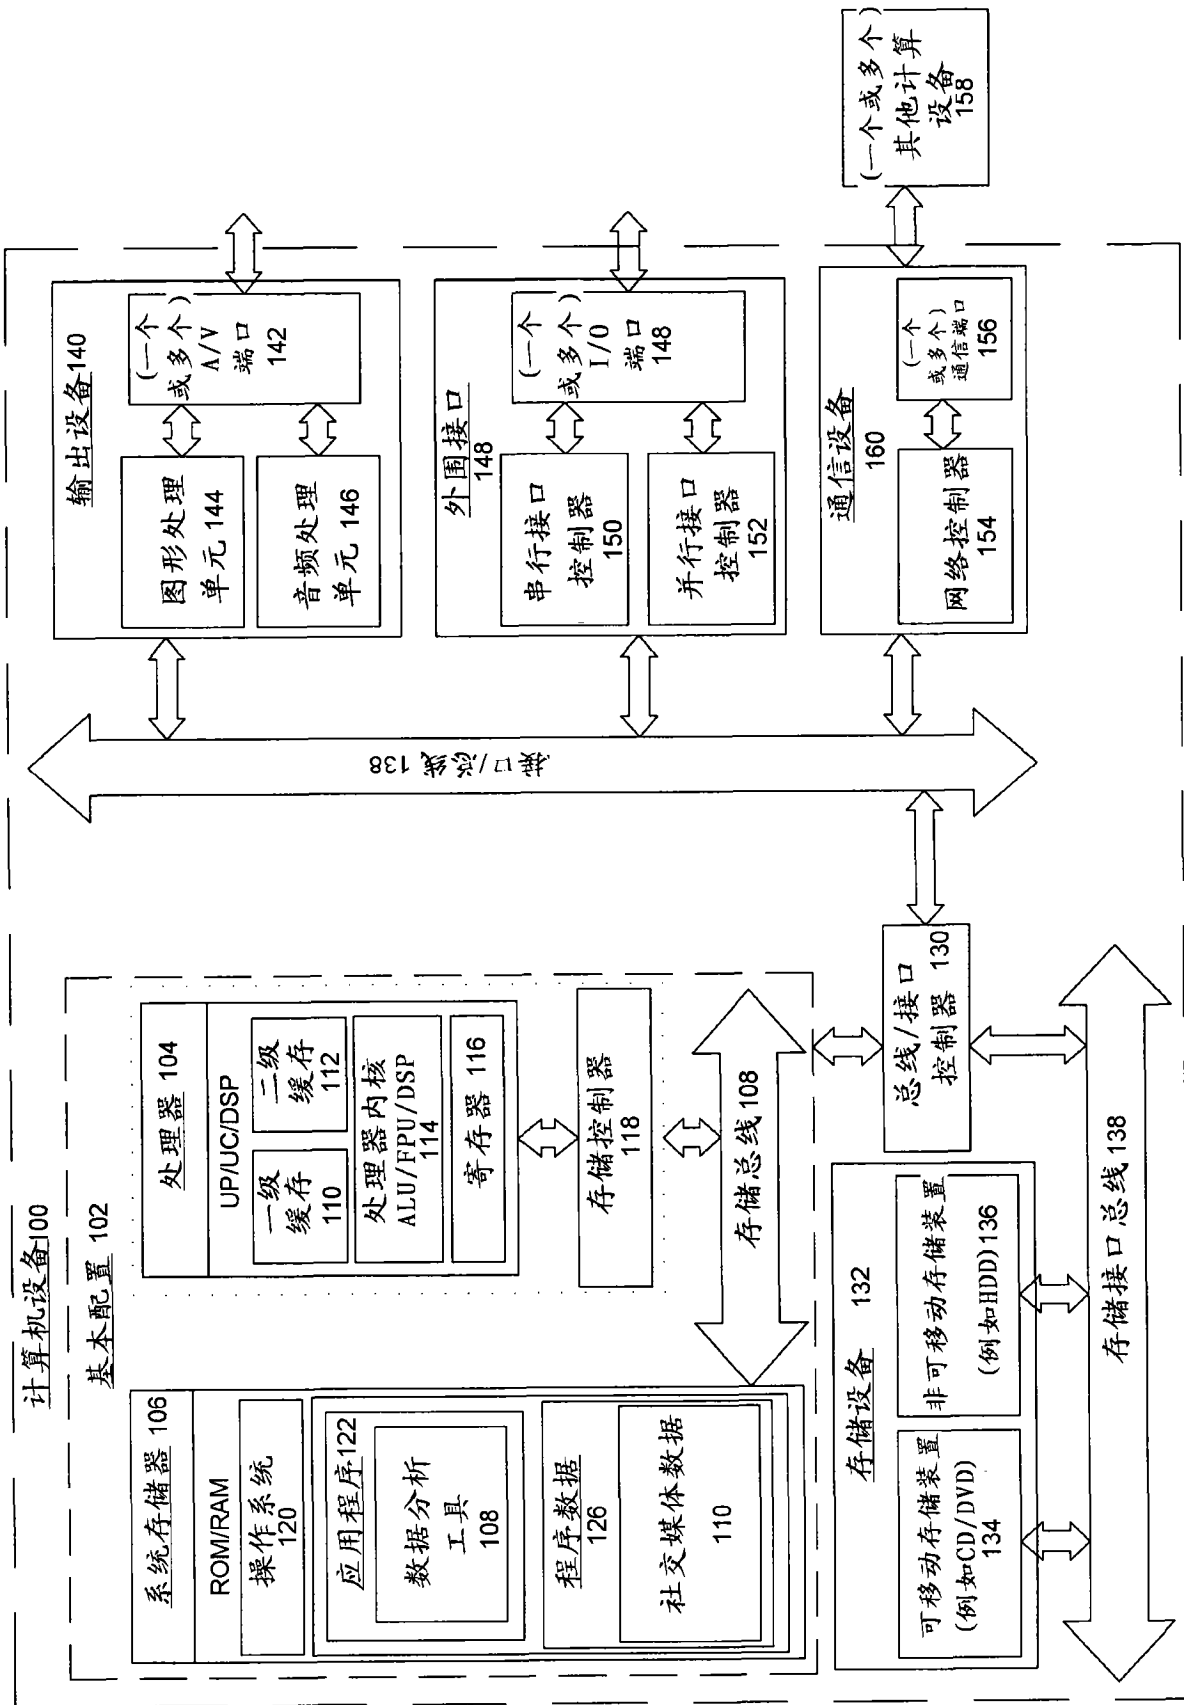 计算机设备100
基本配置 102
系统存储器 106
ROM/RAM
操作系统
120
应用程序122
数据分析
工具
108
程序数据
126
社交媒体数据
110
处理器 104
UP/UC/DSP
一级
缓存
110
二级
缓存
112
处理器内核
ALU/FPU/DSP
114
寄存器 116
存储控制器
118
存储总线108
总线/接口
控制器 130
存储设备 132
可移动存储装置
(例如CD/DVD)
134
非可移动存储装置
(例如HDD)136
存储接口总线138
接口/总线 138
输出设备140
图形处理
单元 144
音频处理
单元 146
(一个
或多个)
A/V
端口
142
外围接口
148
串行接口
控制器
150
并行接口
控制器
152
(一个
或多个)
I/O
端口
148
通信设备
160
网络控制器
154
(一个
或多个)
通信端口
156
(一个或多个)
其他计算
设备
158